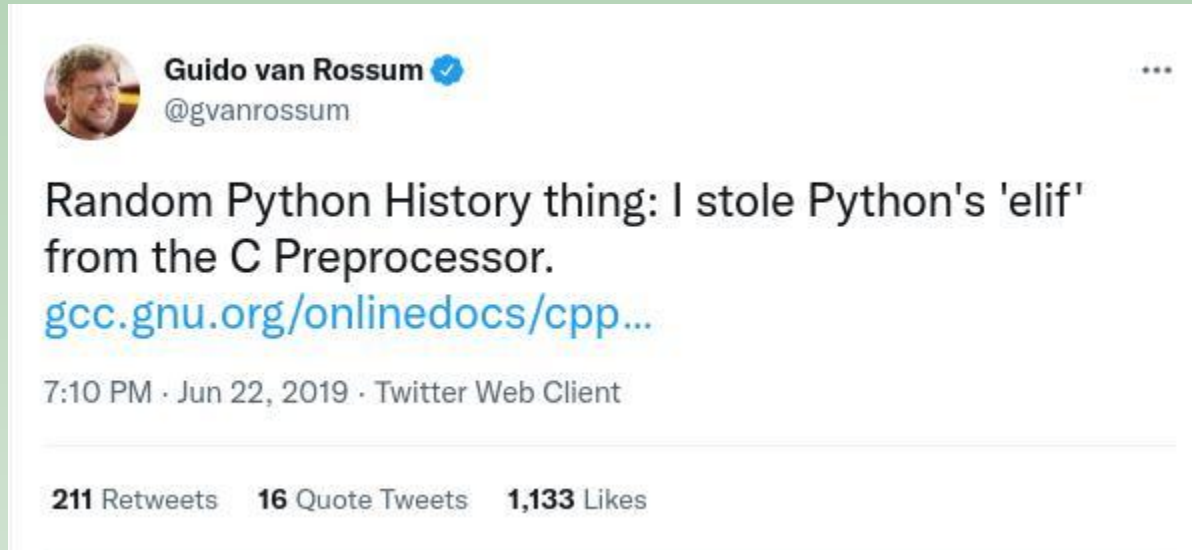 Guido van Rossum
@gvanrossum
Random Python History thing: I stole Python's 'elif'
from the C Preprocessor.
gcc.gnu.org/onlinedocs/cpp...
7:10 PM · Jun 22, 2019 · Twitter Web Client
211 Retweets 16 Quote Tweets 1,133 Likes